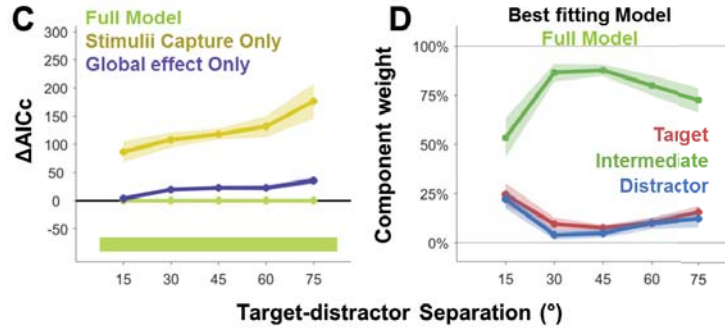 C
Full Model
Stimulii Capture Only
Global effect Only
ΔAICc
300
250
200
150
100
50
0
-50
15 30 45 60 75
D
Best fitting Model
Full Model
Component weight
100%
75%
50%
25%
0%
Target
Intermediate
Distractor
15 30 45 60 75
Target-distractor Separation (°)